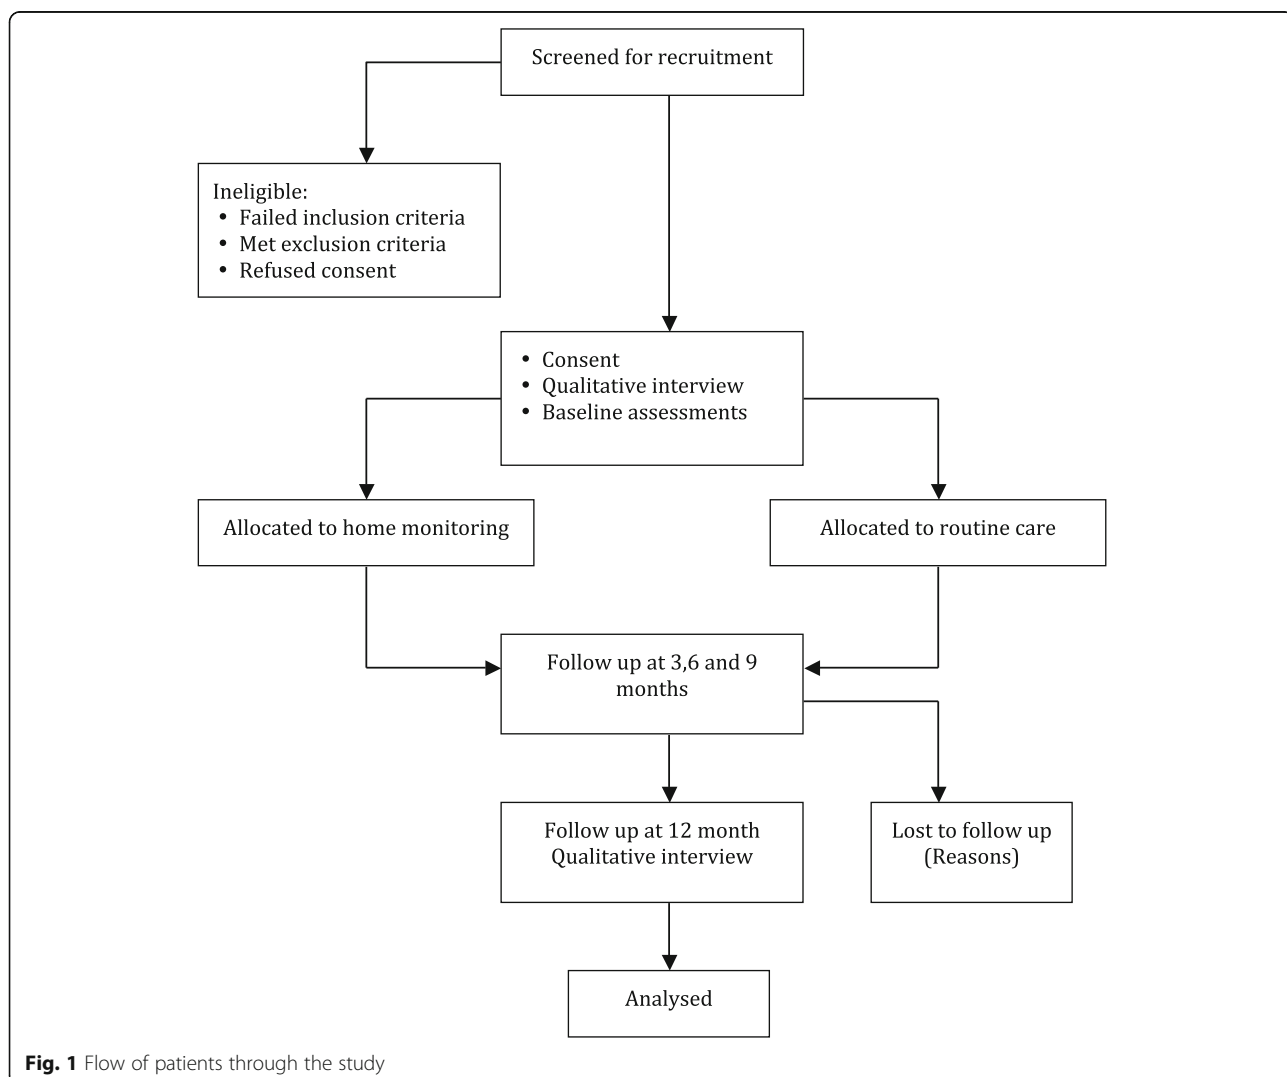 Screened for recruitment
Ineligible:
• Failed inclusion criteria
• Met exclusion criteria
• Refused consent
• Consent
• Qualitative interview
• Baseline assessments
Allocated to home monitoring
Allocated to routine care
Follow up at 3,6 and 9
months
Follow up at 12 month
Qualitative interview
Lost to follow up
(Reasons)
Analysed
Fig. 1 Flow of patients through the study